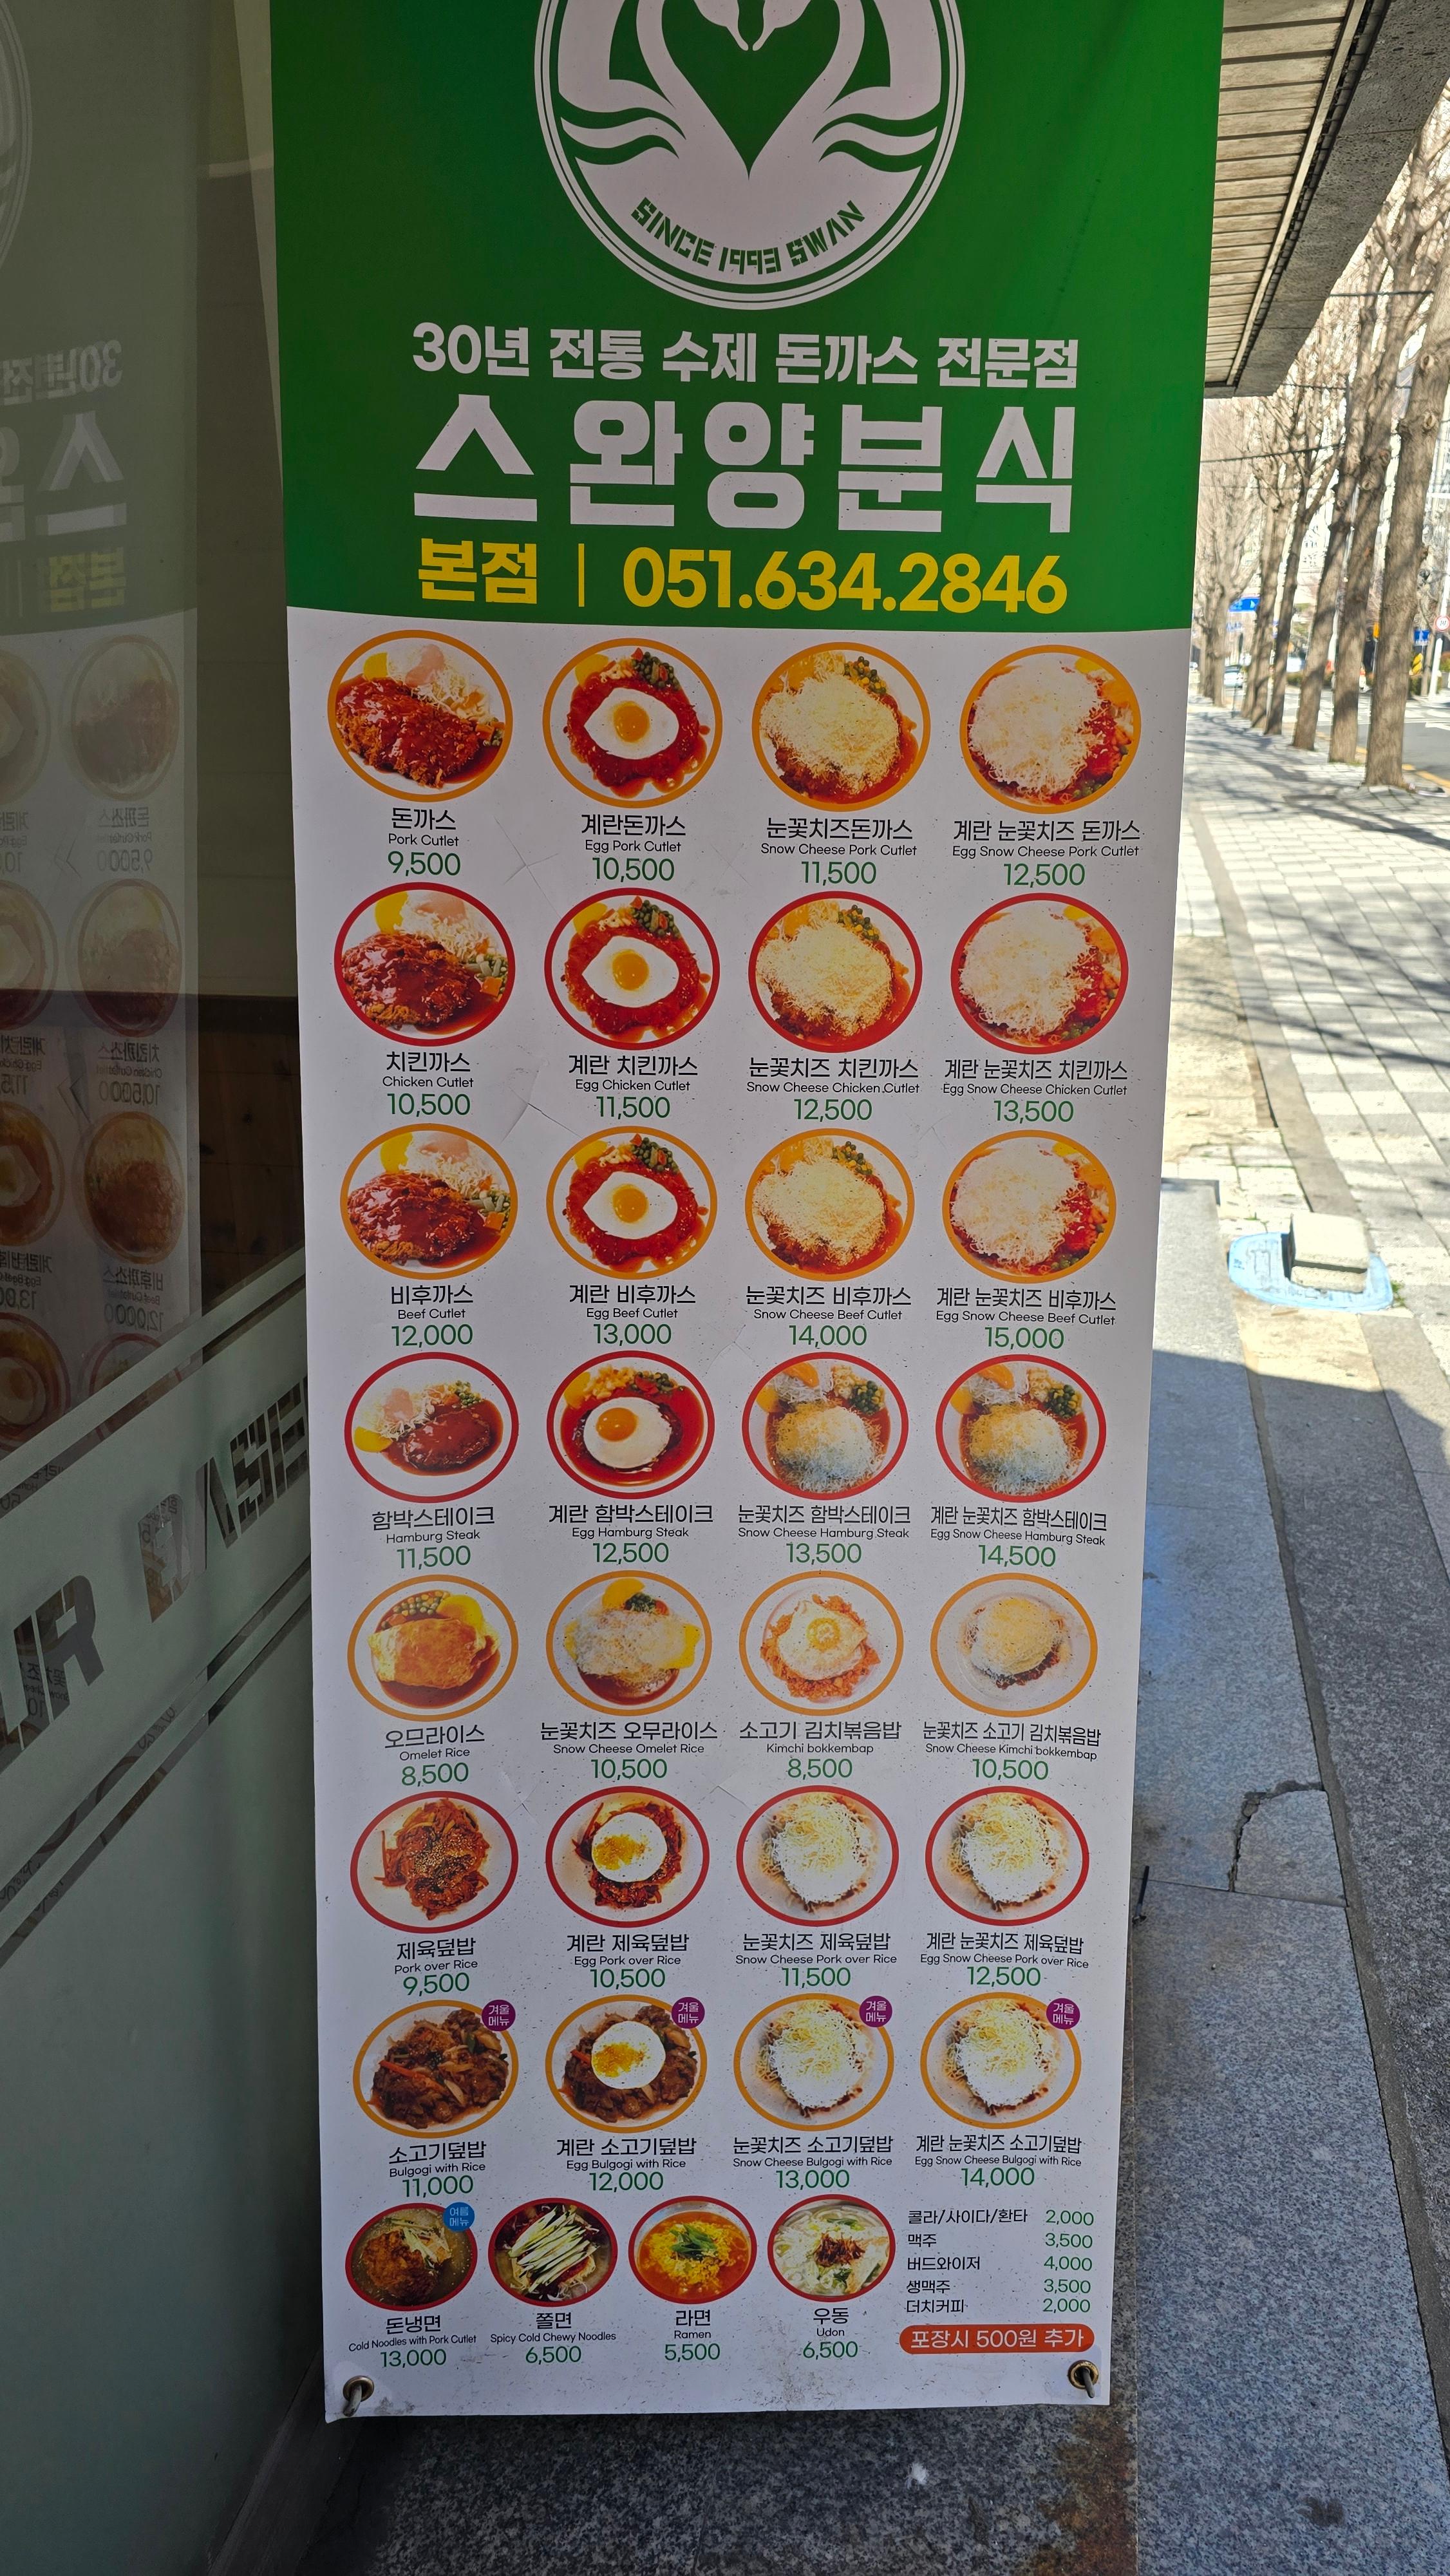 SINCE 1993 SWAN
30년 전통 수제 돈까스 전문점
스완양분식
본점 | 051.634.2846
돈까스
Pork Cutlet
9,500
계란돈까스
Egg Pork Cutlet
10,500
눈꽃치즈돈까스
Snow Cheese Pork Cutlet
11,500
계란 눈꽃치즈 돈까스
Egg Snow Cheese Pork Cutlet
12,500
치킨까스
Chicken Cutlet
10,500
계란 치킨까스
Egg Chicken Cutlet
11,500
눈꽃치즈 치킨까스
Snow Cheese Chicken Cutlet
12,500
계란 눈꽃치즈 치킨까스
Egg Snow Cheese Chicken Cutlet
13,500
비후까스
Beef Cutlet
12,000
계란 비후까스
Egg Beef Cutlet
13,000
눈꽃치즈 비후까스
Snow Cheese Beef Cutlet
14,000
계란 눈꽃치즈 비후까스
Egg Snow Cheese Beef Cutlet
15,000
함박스테이크
Hamburg Steak
11,500
계란 함박스테이크
Egg Hamburg Steak
12,500
눈꽃치즈 함박스테이크
Snow Cheese Hamburg Steak
13,500
계란 눈꽃치즈 함박스테이크
Egg Snow Cheese Hamburg Steak
14,500
오므라이스
Omelet Rice
8,500
눈꽃치즈 오무라이스
Snow Cheese Omelet Rice
10,500
소고기 김치볶음밥
Kimchi bokkembap
8,500
눈꽃치즈 소고기 김치볶음밥
Snow Cheese Kimchi bokkembap
10,500
제육덮밥
Pork over Rice
9,500
계란 제육덮밥
Egg Pork over Rice
10,500
눈꽃치즈 제육덮밥
Snow Cheese Pork over Rice
11,500
계란 눈꽃치즈 제육덮밥
Egg Snow Cheese Pork over Rice
12,500
겨울
메뉴
소고기덮밥
Bulgogi with Rice
11,000
겨울
메뉴
계란 소고기덮밥
Egg Bulgogi with Rice
12,000
겨울
메뉴
눈꽃치즈 소고기덮밥
Snow Cheese Bulgogi with Rice
13,000
겨울
메뉴
계란 눈꽃치즈 소고기덮밥
Egg Snow Cheese Bulgogi with Rice
14,000
여름
메뉴
돈냉면
Cold Noodles with Pork Cutlet
13,000
쫄면
Spicy Cold Chewy Noodles
6,500
라면
Ramen
5,500
우동
Udon
6,500
콜라/사이다/환타 2,000
맥주 3,500
버드와이저 4,000
생맥주 3,500
더치커피 2,000
포장시 500원 추가